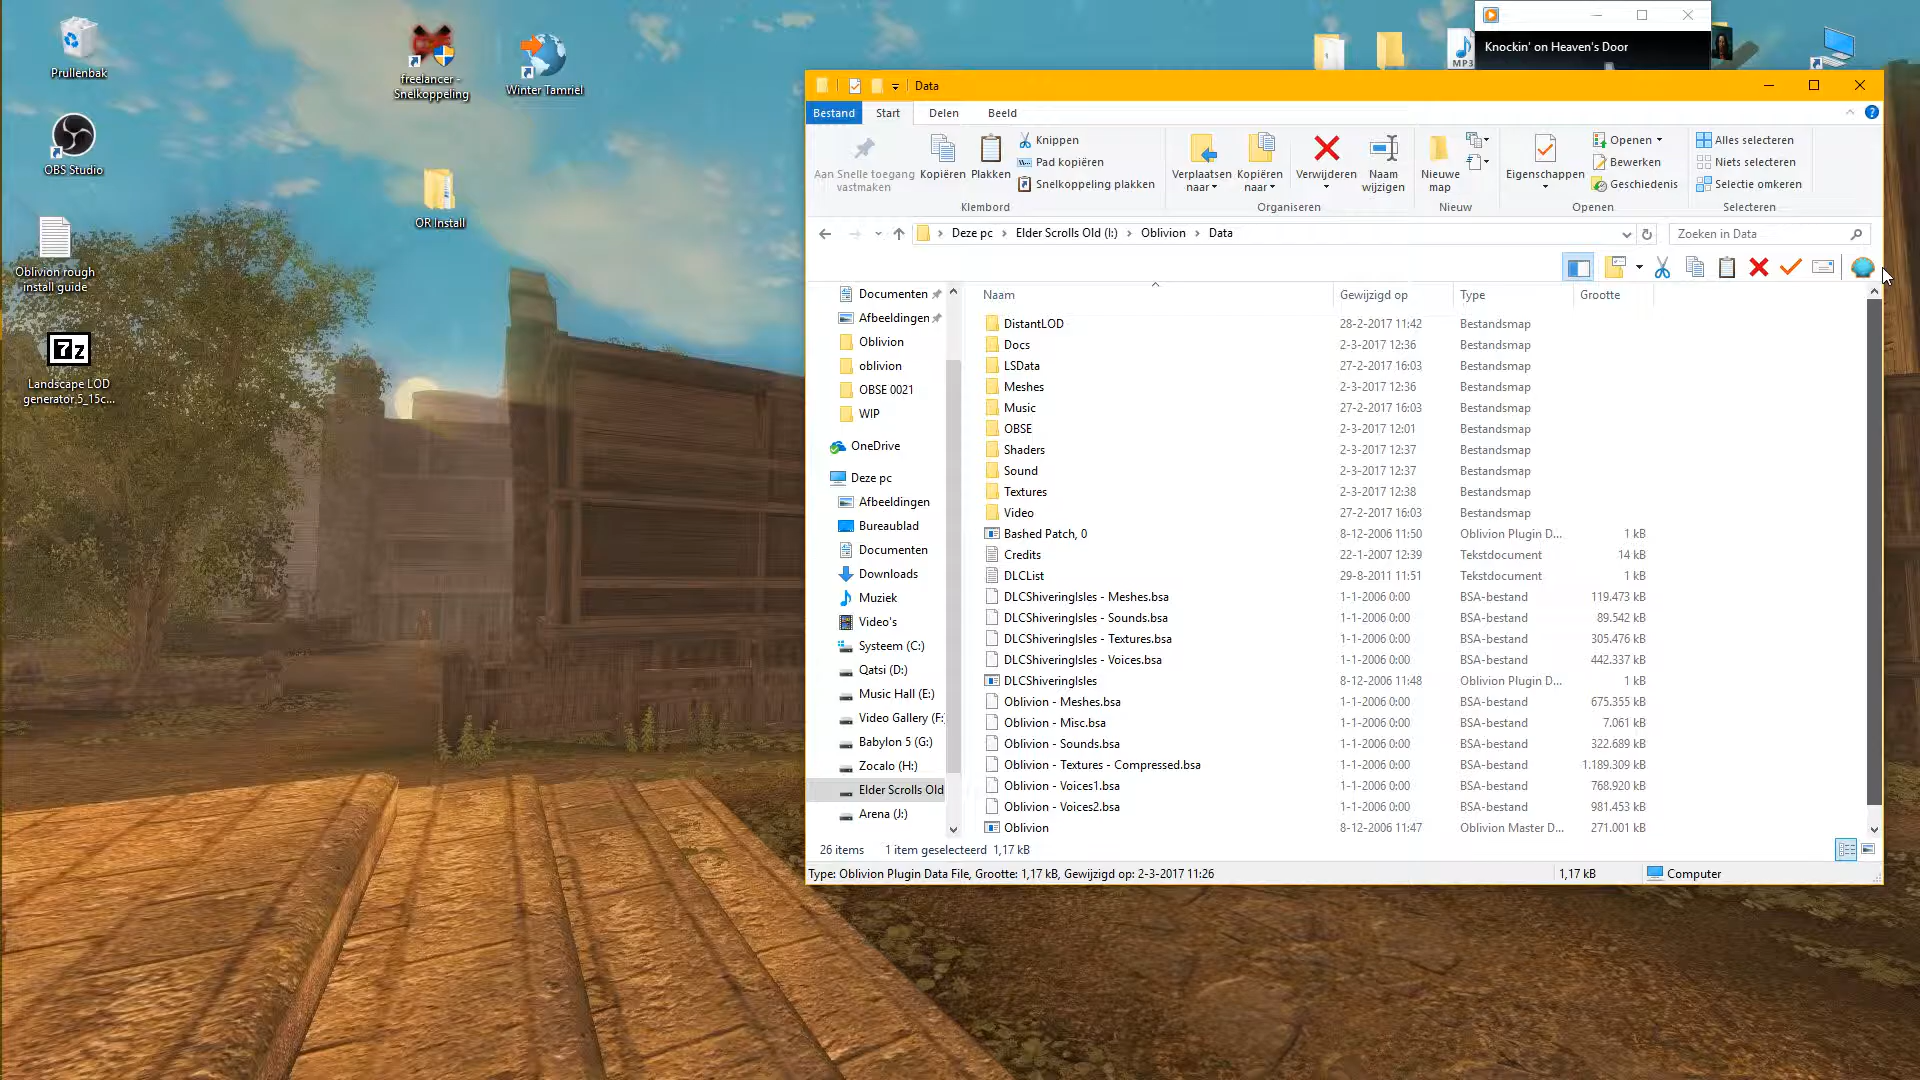 Prullenbak
freelancer -
Snelkoppeling
Winter Tamriel
OBS Studio
OR Install
Oblivion rough
install guide
7z
Landscape LOD
generator,5_15c...
MP3
Knockin' on Heaven's Door
Data
Bestand Start Delen Beeld
Aan Snelle toegang
vastmaken
Kopiëren
Plakken
Knippen
Pad kopiëren
Snelkoppeling plakken
Klembord
Verplaatsen
naar
Kopiëren
naar
Verwijderen
Naam
wijzigen
Organiseren
Nieuwe
map
Nieuw
Eigenschappen
Openen
Bewerken
Geschiedenis
Openen
Alles selecteren
Niets selecteren
Selectie omkeren
Selecteren
Deze pc Elder Scrolls Old (I:) Oblivion Data
Zoeken in Data
Documenten
Afbeeldingen
Oblivion
oblivion
OBSE 0021
WIP
OneDrive
Deze pc
Afbeeldingen
Bureaublad
Documenten
Downloads
Muziek
Video's
Systeem (C:)
Qatsi (D:)
Music Hall (E:)
Video Gallery (F:
Babylon 5 (G:)
Zocalo (H:)
Elder Scrolls Old
Arena (J:)
Naam Gewijzigd op Type Grootte
DistantLOD 28-2-2017 11:42 Bestandsmap
Docs 2-3-2017 12:36 Bestandsmap
LSData 27-2-2017 16:03 Bestandsmap
Meshes 2-3-2017 12:36 Bestandsmap
Music 27-2-2017 16:03 Bestandsmap
OBSE 2-3-2017 12:01 Bestandsmap
Shaders 2-3-2017 12:37 Bestandsmap
Sound 2-3-2017 12:37 Bestandsmap
Textures 2-3-2017 12:38 Bestandsmap
Video 27-2-2017 16:03 Bestandsmap
Bashed Patch, 0 8-12-2006 11:50 Oblivion Plugin D... 1 kB
Credits 22-1-2007 12:39 Tekstdocument 14 kB
DLCList 29-8-2011 11:51 Tekstdocument 1 kB
DLCShiveringIsles - Meshes.bsa 1-1-2006 0:00 BSA-bestand 119.473 kB
DLCShiveringIsles - Sounds.bsa 1-1-2006 0:00 BSA-bestand 89.542 kB
DLCShiveringIsles - Textures.bsa 1-1-2006 0:00 BSA-bestand 305.476 kB
DLCShiveringIsles - Voices.bsa 1-1-2006 0:00 BSA-bestand 442.337 kB
DLCShiveringIsles 8-12-2006 11:48 Oblivion Plugin D... 1 kB
Oblivion - Meshes.bsa 1-1-2006 0:00 BSA-bestand 675.355 kB
Oblivion - Misc.bsa 1-1-2006 0:00 BSA-bestand 7.061 kB
Oblivion - Sounds.bsa 1-1-2006 0:00 BSA-bestand 322.689 kB
Oblivion - Textures - Compressed.bsa 1-1-2006 0:00 BSA-bestand 1.189.309 kB
Oblivion - Voices1.bsa 1-1-2006 0:00 BSA-bestand 768.920 kB
Oblivion - Voices2.bsa 1-1-2006 0:00 BSA-bestand 981.453 kB
Oblivion 8-12-2006 11:47 Oblivion Master D... 271.001 kB
26 items 1 item geselecteerd 1,17 kB
Type: Oblivion Plugin Data File, Grootte: 1,17 kB, Gewijzigd op: 2-3-2017 11:26 1,17 kB Computer